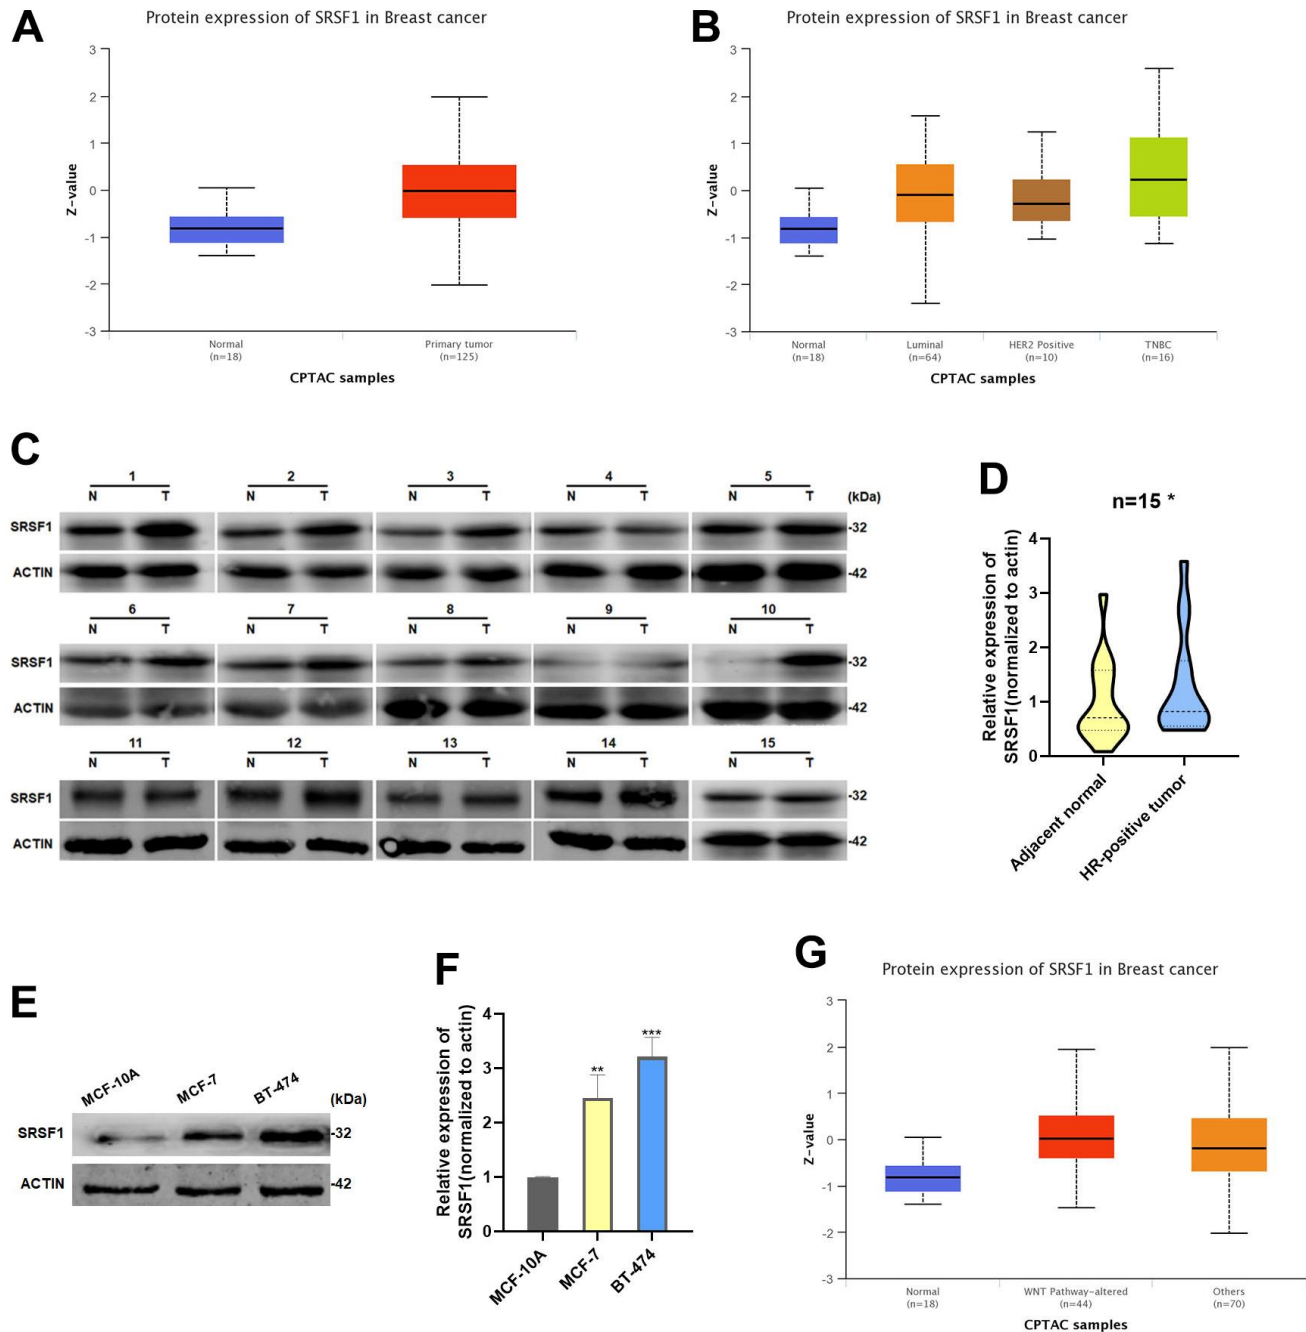 A
Protein expression of SRSF1 in Breast cancer
Z-value
3
2
1
0
-1
-2
-3
Normal
(n=18)
Primary tumor
(n=125)
CPTAC samples
B
Protein expression of SRSF1 in Breast cancer
Z-value
3
2
1
0
-1
-2
-3
Normal
(n=18)
Luminal
(n=64)
HER2 Positive
(n=10)
TNBC
(n=16)
CPTAC samples
C
1 2 3 4 5
N T N T N T N T N T (kDa)
SRSF1 -32
ACTIN -42
6 7 8 9 10
N T N T N T N T N T
SRSF1 -32
ACTIN -42
11 12 13 14 15
N T N T N T N T N T
SRSF1 -32
ACTIN -42
D
n=15 *
Relative expression of
SRSF1(normalized to actin)
4
3
2
1
0
Adjacent normal
HR-positive tumor
E
MCF-10A MCF-7 BT-474 (kDa)
SRSF1 -32
ACTIN -42
F
Relative expression of
SRSF1(normalized to actin)
4
3
2
1
0
**
***
MCF-10A
MCF-7
BT-474
G
Protein expression of SRSF1 in Breast cancer
Z-value
3
2
1
0
-1
-2
-3
Normal
(n=18)
WNT Pathway-altered
(n=44)
Others
(n=70)
CPTAC samples